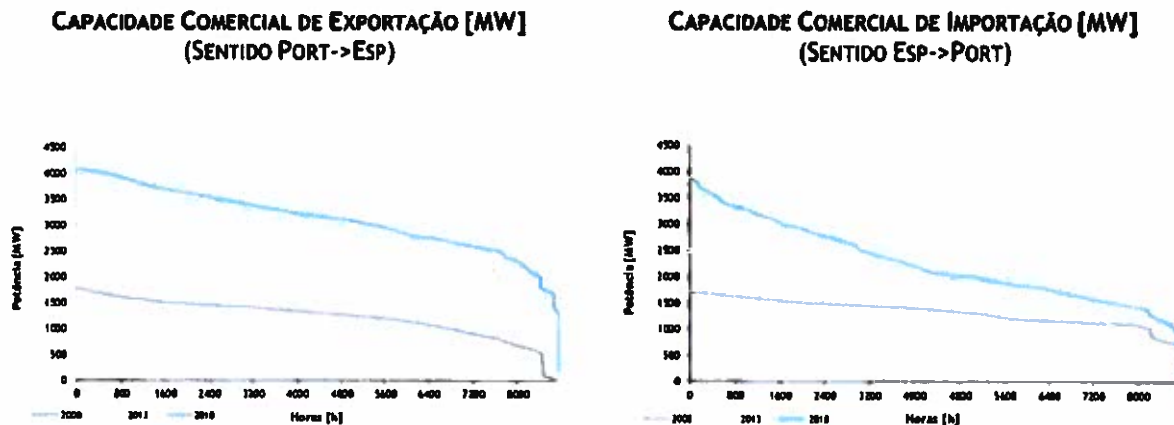 CAPACIDADE COMERCIAL DE EXPORTAÇÃO [MW]
(SENTIDO PORT->ESP)
4500
4000
3500
3000
2500
2000
1500
1000
500
0
Potência [MW]
0 800 1600 2400 3200 4000 4800 5600 6400 7200 8000
Horas [h]
2008 2013 2018
CAPACIDADE COMERCIAL DE IMPORTAÇÃO [MW]
(SENTIDO ESP->PORT)
4500
4000
3500
3000
2500
2000
1500
1000
500
0
Potência [MW]
0 800 1600 2400 3200 4000 4800 5600 6400 7200 8000
Horas [h]
2008 2013 2018